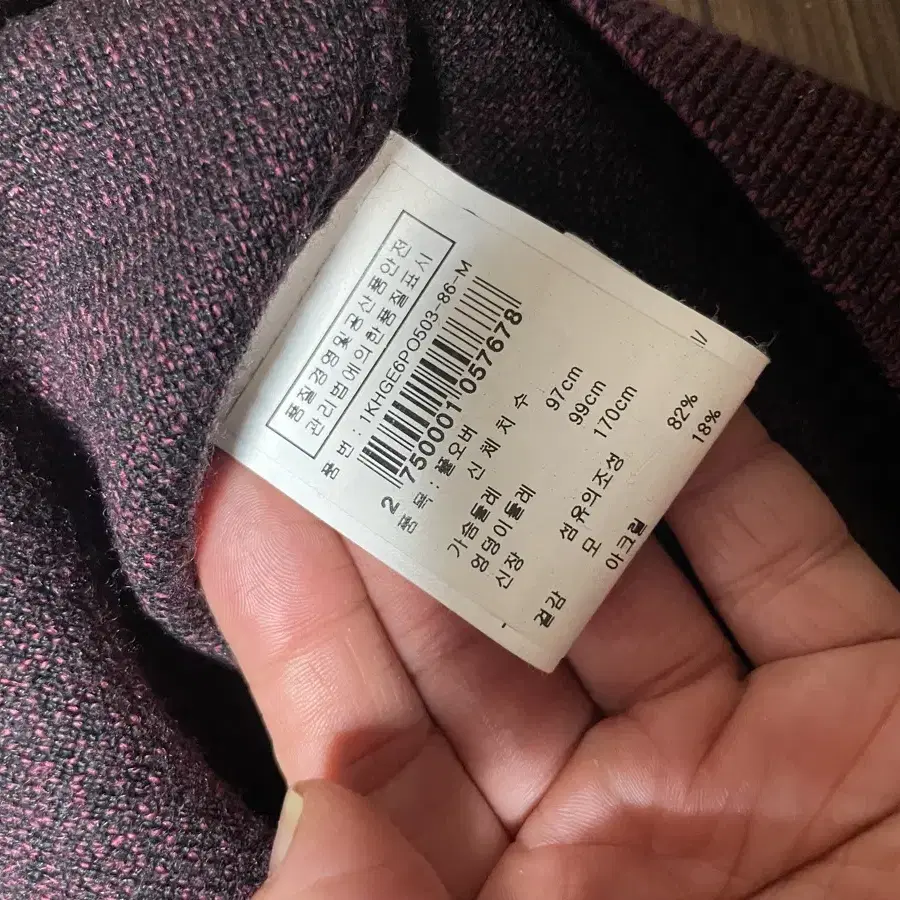 품질경영및공산품안전
관리법에의한품질표시
품 번 : 1KHGE6PO503-86-M
2 750001 057678
품 목 : 풀오버
신 체 치 수
가슴둘레 97cm
엉덩이둘레 99cm
신장 170cm
섬유의조성
겉감 모 82%
아크릴 18%